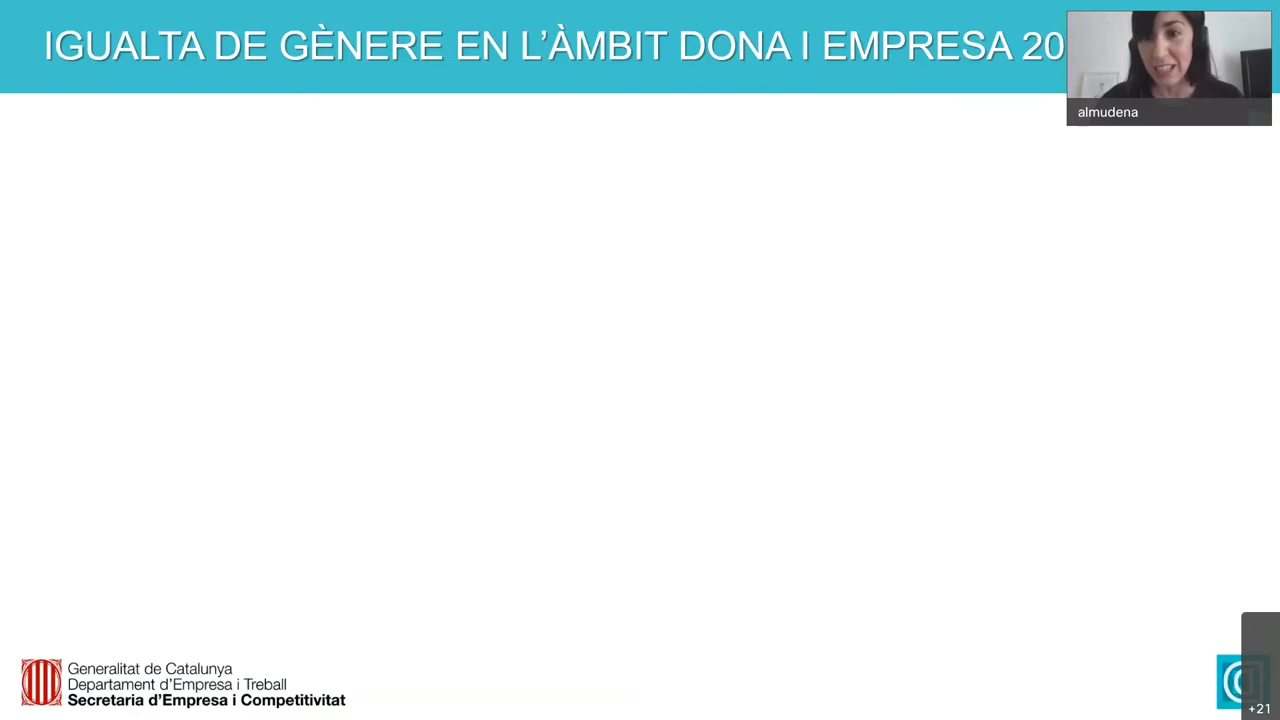 IGUALTA DE GÈNERE EN L’ÀMBIT DONA I EMPRESA 20
almudena
Generalitat de Catalunya
Departament d’Empresa i Treball
Secretaria d’Empresa i Competitivitat
+21